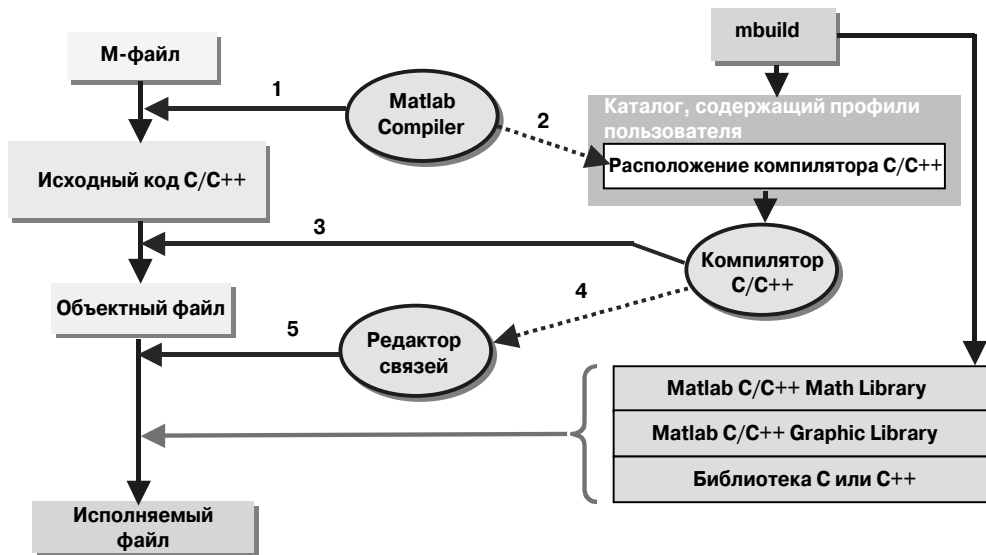 М-файл
mbuild
1
Matlab
Compiler
2
Каталог, содержащий профили
пользователя
Расположение компилятора С/С++
Исходный код С/С++
3
Компилятор
С/С++
Объектный файл
4
5
Редактор
связей
Matlab C/C++ Math Library
Matlab C/C++ Graphic Library
Библиотека С или С++
Исполняемый
файл